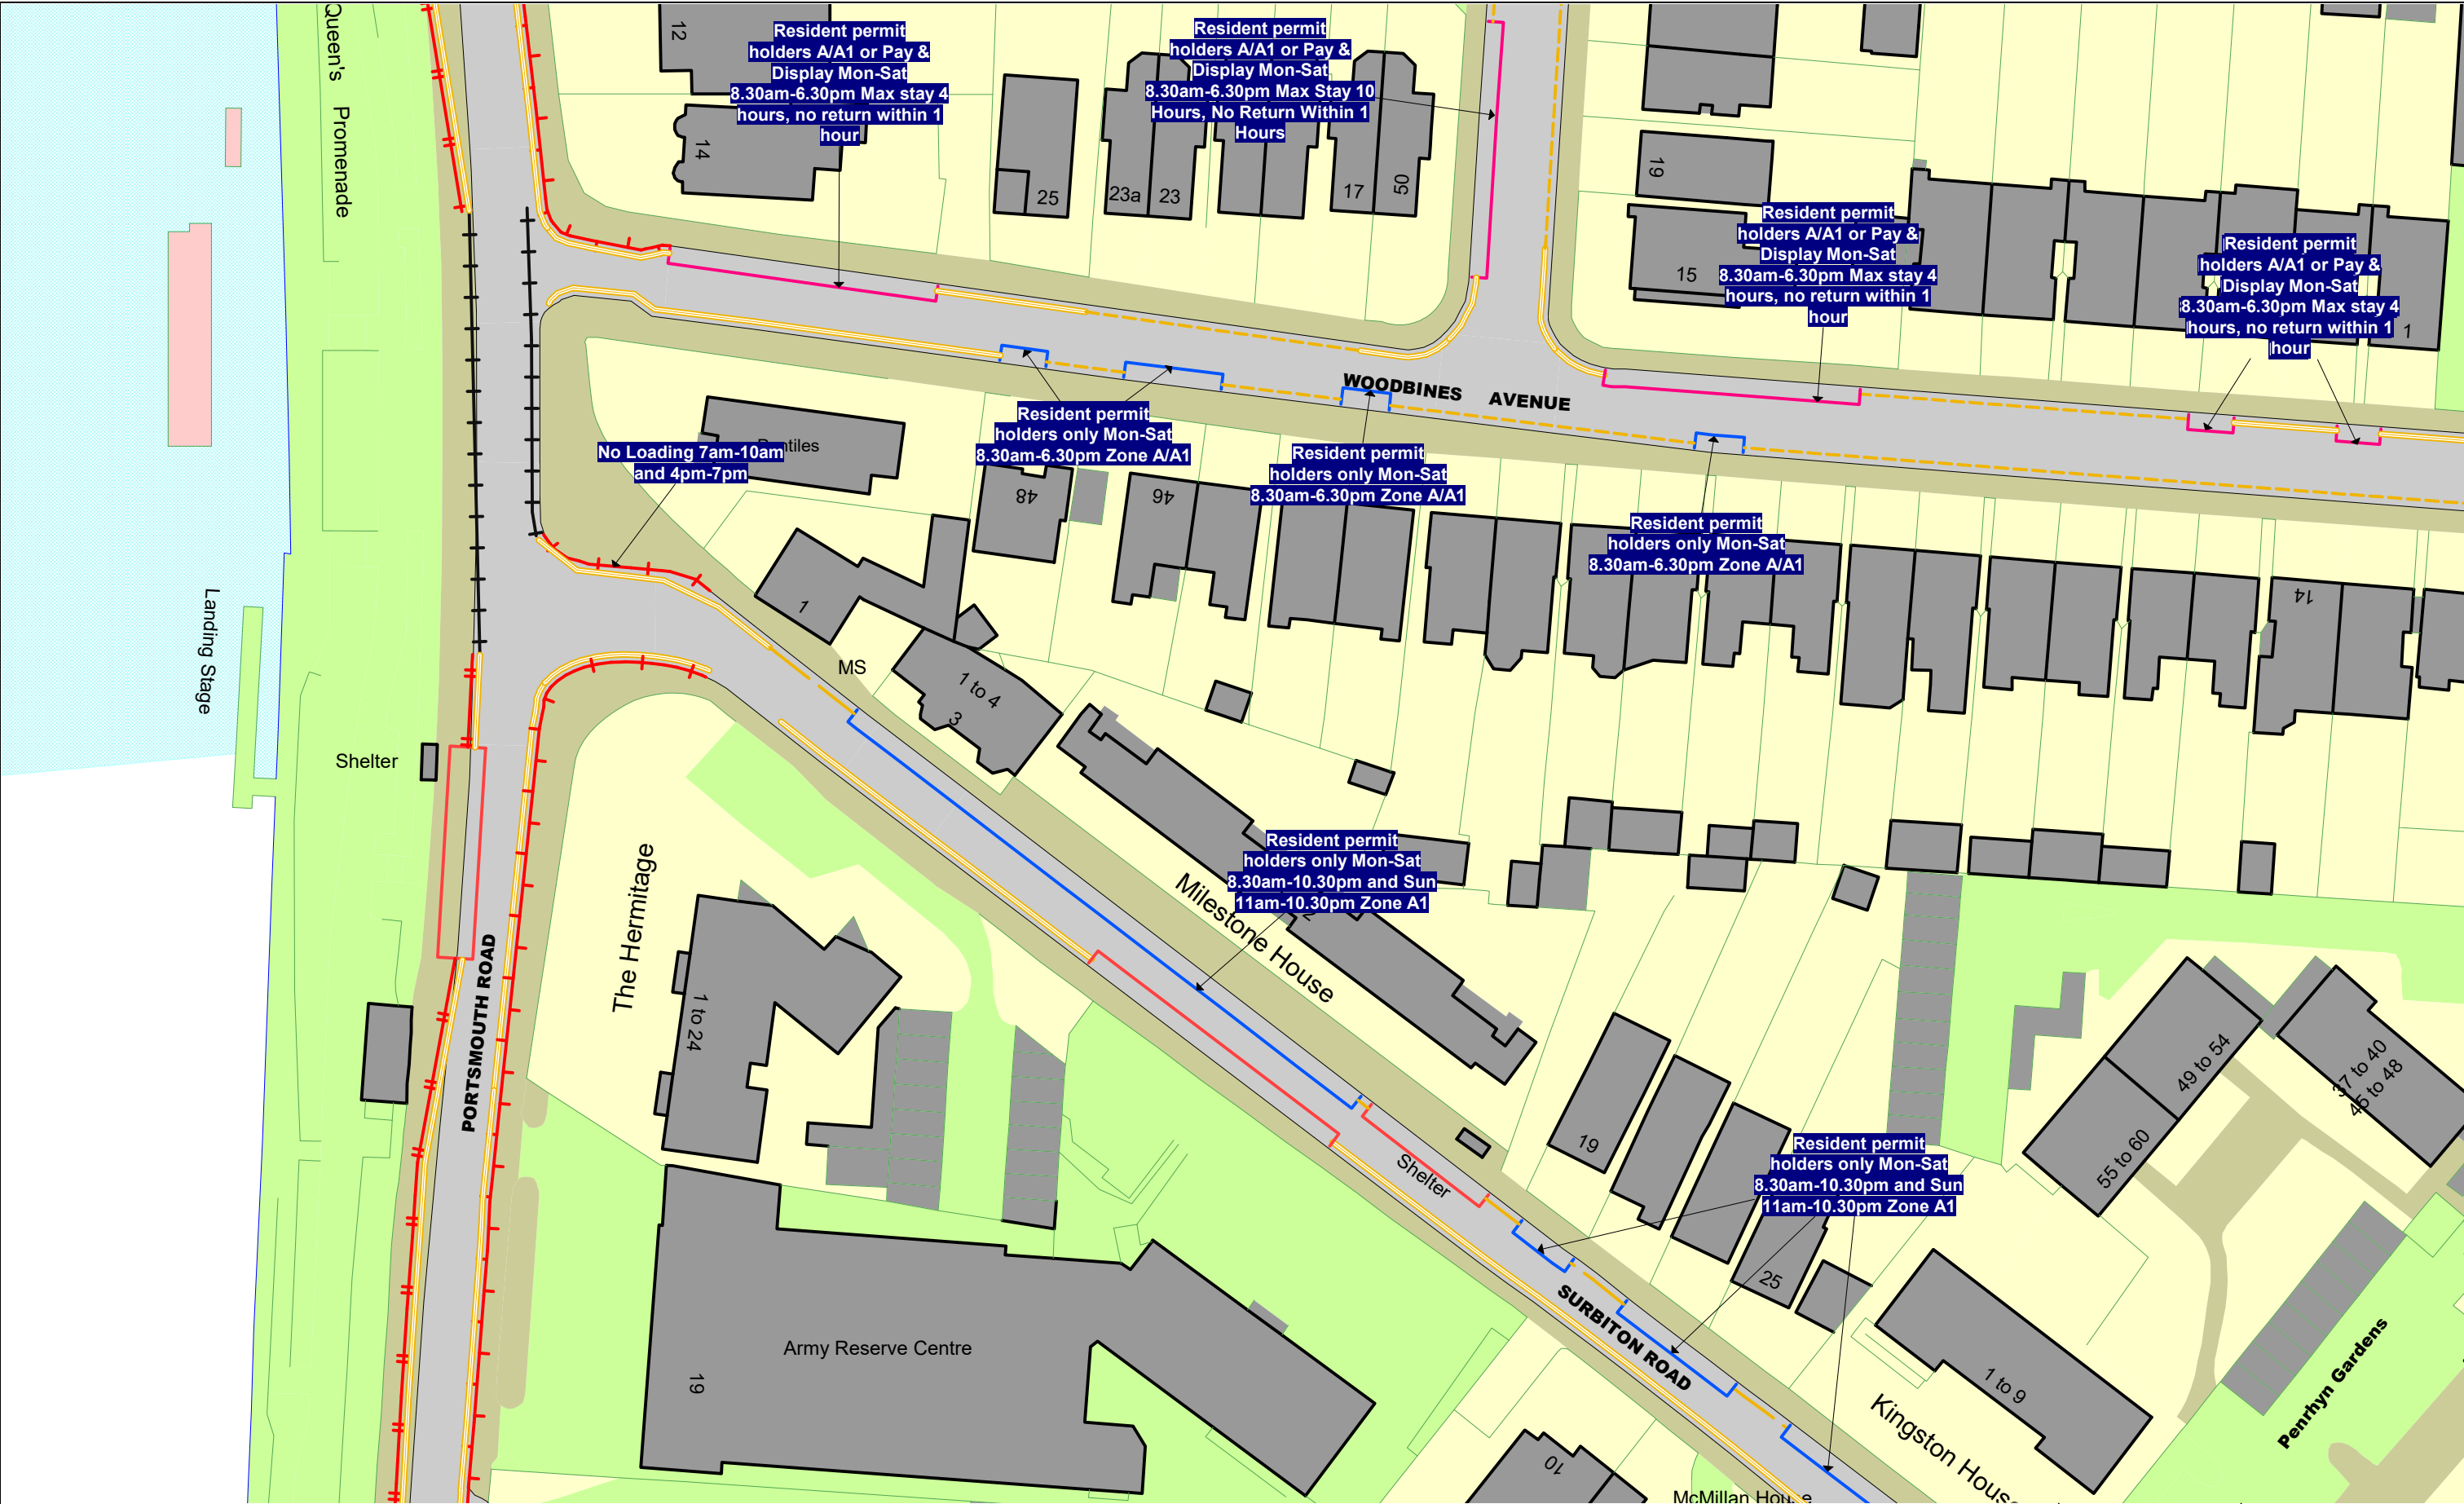 Queen's Promenade
12
14
Resident permit
holders A/A1 or Pay &
Display Mon-Sat
8.30am-6.30pm Max stay 4
hours, no return within 1
hour
25
23a
23
Resident permit
holders A/A1 or Pay &
Display Mon-Sat
8.30am-6.30pm Max Stay 10
Hours, No Return Within 1
Hours
17
50
19
15
Resident permit
holders A/A1 or Pay &
Display Mon-Sat
8.30am-6.30pm Max stay 4
hours, no return within 1
hour
Resident permit
holders A/A1 or Pay &
Display Mon-Sat
8.30am-6.30pm Max stay 4
hours, no return within 1
hour
1
WOODBINES AVENUE
No Loading 7am-10am
and 4pm-7pm
Resident permit
holders only Mon-Sat
8.30am-6.30pm Zone A/A1
Resident permit
holders only Mon-Sat
8.30am-6.30pm Zone A/A1
Resident permit
holders only Mon-Sat
8.30am-6.30pm Zone A/A1
48
46
14
Landing Stage
1
MS
1 to 4
3
Shelter
The Hermitage
Resident permit
holders only Mon-Sat
8.30am-10.30pm and Sun
11am-10.30pm Zone A1
2
Milestone House
PORTSMOUTH ROAD
1 to 24
49 to 54
37 to 40
45 to 48
55 to 60
19
Shelter
Resident permit
holders only Mon-Sat
8.30am-10.30pm and Sun
11am-10.30pm Zone A1
25
SURBITON ROAD
Army Reserve Centre
19
1 to 9
Penrhyn Gardens
Kingston House
10
McMillan House